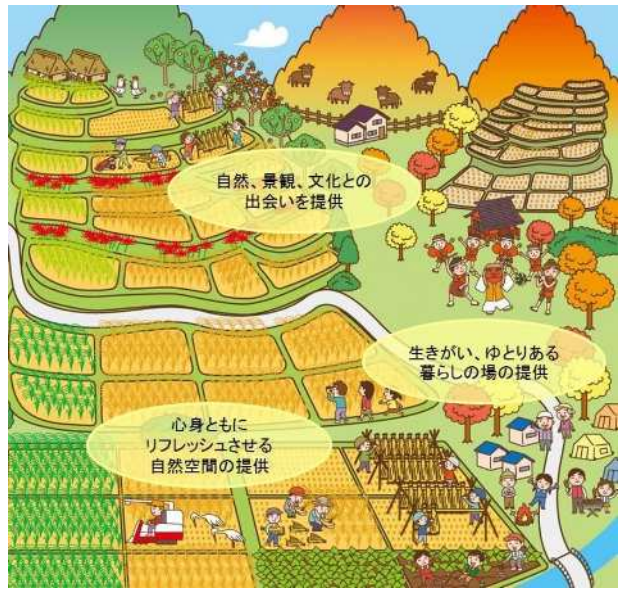 自然、景観、文化との
出会いを提供
生きがい、ゆとりある
暮らしの場の提供
心身ともに
リフレッシュさせる
自然空間の提供